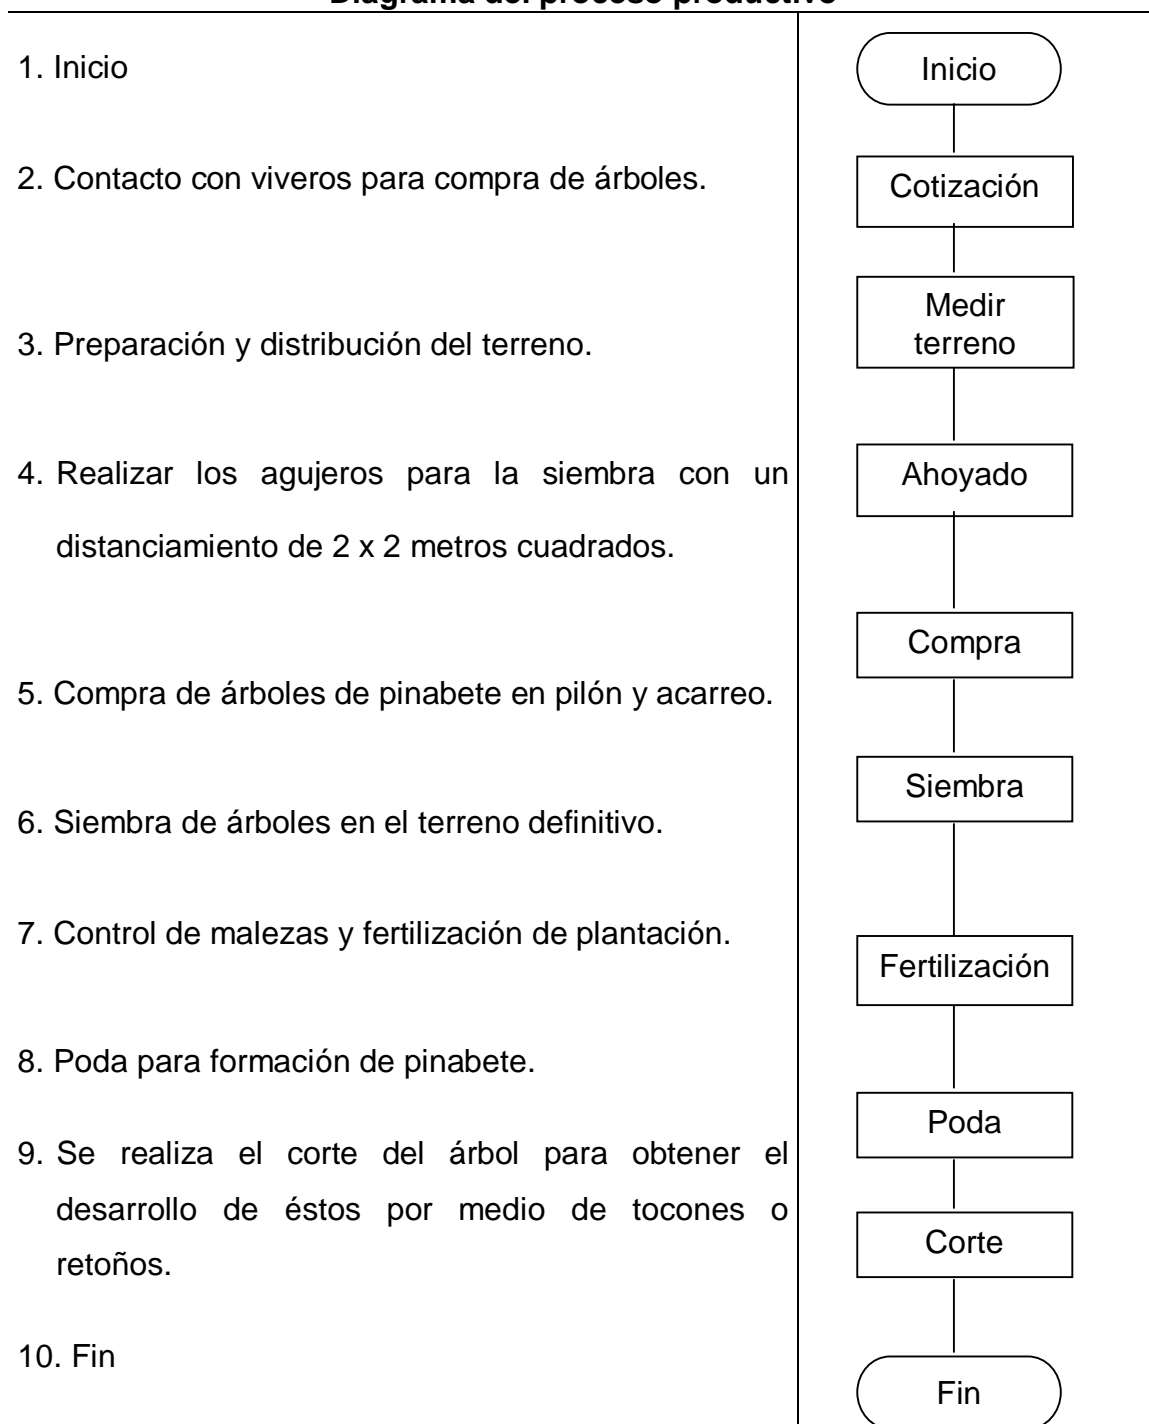 Diagrama del proceso productivo
1. Inicio
Inicio
2. Contacto con viveros para compra de árboles.
Cotización
3. Preparación y distribución del terreno.
Medir
terreno
4. Realizar los agujeros para la siembra con un
distanciamiento de 2 x 2 metros cuadrados.
Ahoyado
5. Compra de árboles de pinabete en pilón y acarreo.
Compra
6. Siembra de árboles en el terreno definitivo.
Siembra
7. Control de malezas y fertilización de plantación.
Fertilización
8. Poda para formación de pinabete.
Poda
9. Se realiza el corte del árbol para obtener el
desarrollo de éstos por medio de tocones o
retoños.
Corte
10. Fin
Fin